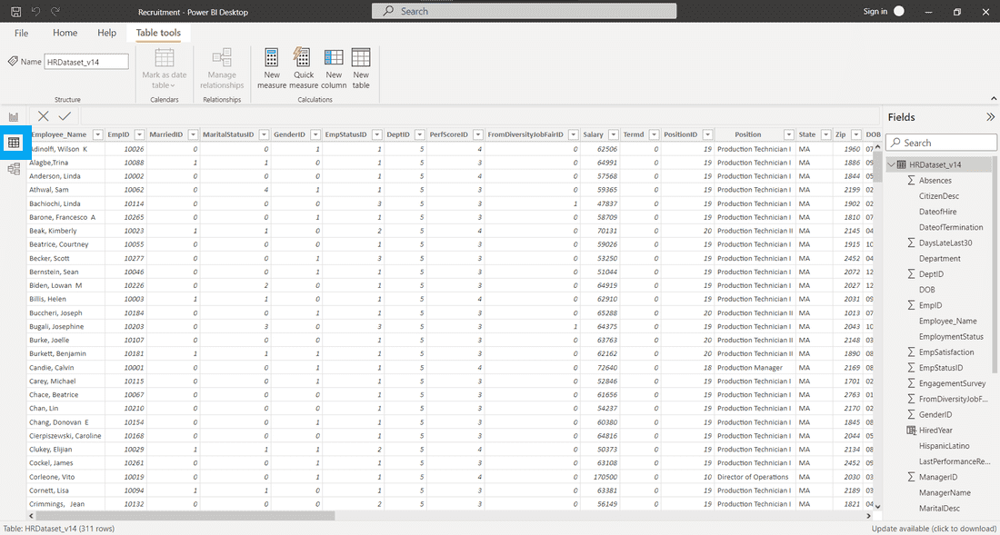 Recruitment - Power BI Desktop
Search
Sign in
File Home Help Table tools
Name HRDataset_v14
Mark as date table
Manage relationships
New measure
Quick measure
New column
New table
Structure Calendars Relationships Calculations
Employee_Name EmpID MarriedID MaritalStatusID GenderID EmpStatusID DeptID PerfScoreID FromDiversityJobFairID Salary Termd PositionID Position State Zip DOB
Adinolfi, Wilson K 10026 0 0 1 1 5 4 0 62506 0 19 Production Technician I MA 1960 07
Alagbe,Trina 10088 1 1 0 1 5 3 0 64991 0 19 Production Technician I MA 1886 09
Anderson, Linda 10002 0 0 0 1 5 4 0 57568 0 19 Production Technician I MA 1844 05
Athwal, Sam 10062 0 4 1 1 5 3 0 59365 0 19 Production Technician I MA 2199 02
Bachiochi, Linda 10114 0 0 0 3 5 3 1 47837 0 19 Production Technician I MA 1902 02
Barone, Francesco A 10265 0 0 1 1 5 3 0 58709 0 19 Production Technician I MA 1810 07
Beak, Kimberly 10023 1 1 0 2 5 4 0 70131 0 20 Production Technician II MA 2145 04
Beatrice, Courtney 10055 0 0 0 1 5 3 0 59026 0 19 Production Technician I MA 1915 10
Becker, Scott 10277 0 0 1 3 5 3 0 53250 0 19 Production Technician I MA 2452 04
Bernstein, Sean 10046 0 0 1 1 5 3 0 51044 0 19 Production Technician I MA 2072 12
Biden, Lowan M 10226 0 2 0 1 5 3 0 64919 0 19 Production Technician I MA 2027 12
Billis, Helen 10003 1 1 0 1 5 4 0 62910 0 19 Production Technician I MA 2031 09
Buccheri, Joseph 10184 0 0 1 1 5 3 0 65288 0 20 Production Technician II MA 1013 07
Bugali, Josephine 10203 0 3 0 3 5 3 1 64375 0 19 Production Technician I MA 2043 10
Burke, Joelle 10107 0 0 0 1 5 3 0 63763 0 20 Production Technician II MA 2148 03
Burkett, Benjamin 10181 1 1 1 1 5 3 0 62162 0 20 Production Technician II MA 1890 08
Candie, Calvin 10001 0 0 1 1 5 4 0 72640 0 18 Production Manager MA 2169 08
Carey, Michael 10115 0 0 1 1 5 3 0 52846 0 19 Production Technician I MA 1701 02
Chace, Beatrice 10067 0 0 0 1 5 3 0 61656 0 19 Production Technician I MA 2763 01
Chan, Lin 10210 0 0 0 1 5 3 0 54237 0 19 Production Technician I MA 2170 02
Chang, Donovan E 10154 0 0 1 1 5 3 0 60380 0 19 Production Technician I MA 1845 08
Cierpiszewski, Caroline 10168 0 0 0 1 5 3 0 64816 0 19 Production Technician I MA 2044 05
Clukey, Elijian 10029 1 1 1 2 5 4 0 50373 0 19 Production Technician I MA 2134 08
Cockel, James 10261 0 0 1 1 5 3 0 63108 0 19 Production Technician I MA 2452 09
Corleone, Vito 10019 0 0 1 1 5 4 0 170500 0 10 Director of Operations MA 2030 03
Cornett, Lisa 10094 1 1 0 1 5 3 0 63381 0 19 Production Technician I MA 2189 03
Crimmings, Jean 10132 0 0 0 2 5 3 0 56149 0 19 Production Technician I MA 1821 04
Fields
Search
HRDataset_v14
Absences
CitizenDesc
DateofHire
DateofTermination
DaysLateLast30
Department
DeptID
DOB
EmpID
Employee_Name
EmploymentStatus
EmpSatisfaction
EmpStatusID
EngagementSurvey
FromDiversityJobF...
GenderID
HiredYear
HispanicLatino
LastPerformanceRe...
ManagerID
ManagerName
MaritalDesc
Table: HRDataset_v14 (311 rows)
Update available (click to download)